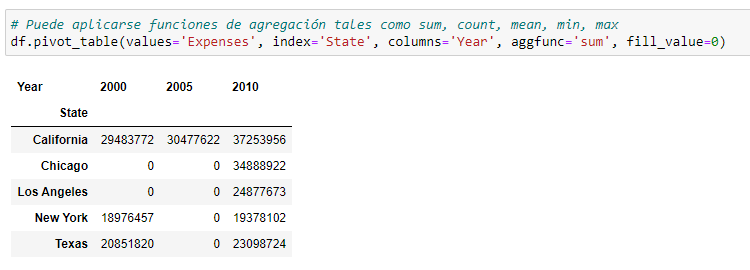 # Puede aplicarse funciones de agregación tales como sum, count, mean, min, max
df.pivot_table(values='Expenses', index='State', columns='Year', aggfunc='sum', fill_value=0)
Year 2000 2005 2010
State
California 29483772 30477622 37253956
Chicago 0 0 34888922
Los Angeles 0 0 24877673
New York 18976457 0 19378102
Texas 20851820 0 23098724